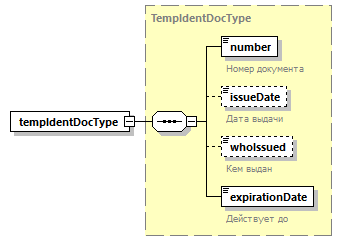 TempIdentDocType
number
Номер документа
tempIdentDocType
issueDate
Дата выдачи
whoIssued
Кем выдан
expirationDate
Действует до